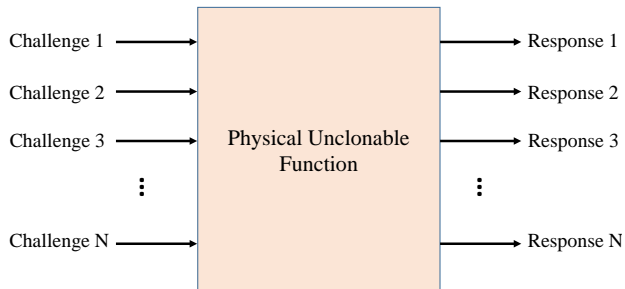 Challenge 1
Response 1
Challenge 2
Response 2
Challenge 3
Physical Unclonable
Function
Response 3
Challenge N
Response N